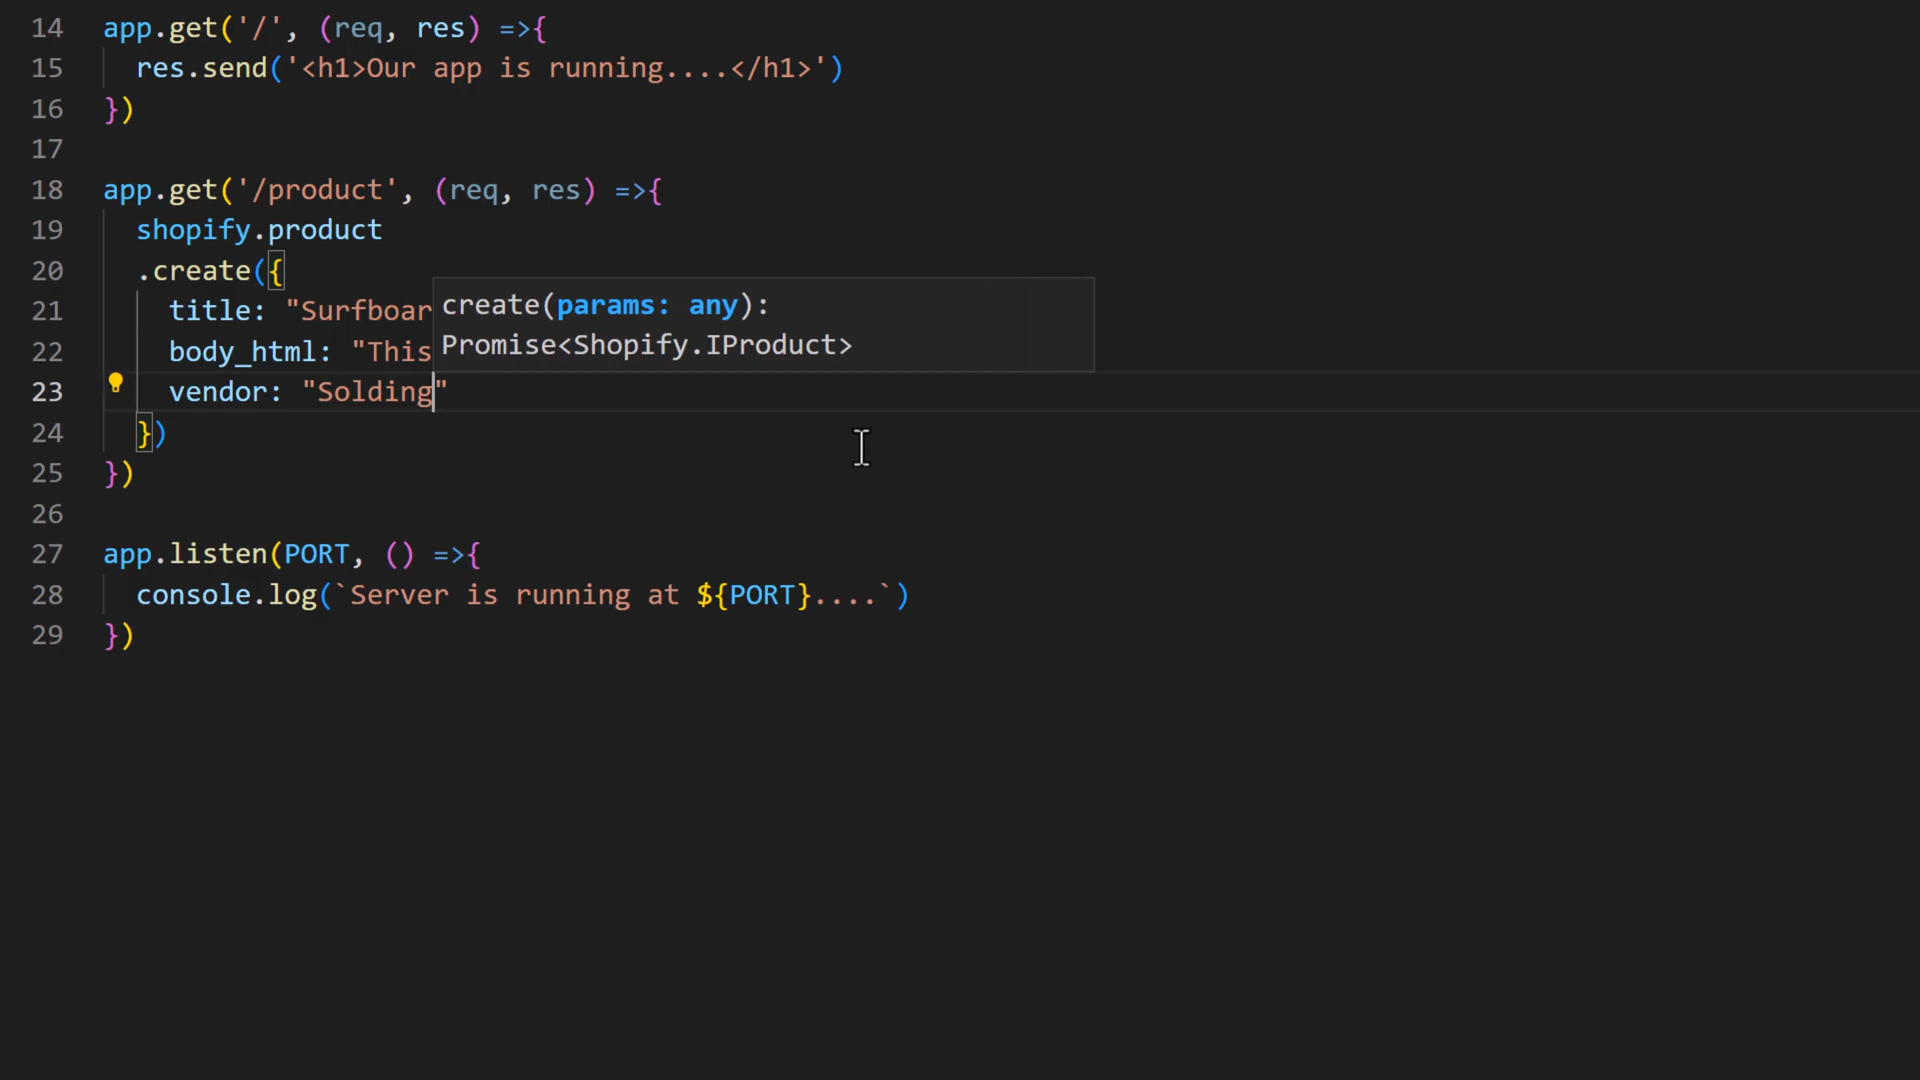 14 app.get('/', (req, res) =>{
15 res.send('<h1>Our app is running....</h1>')
16 })
17
18 app.get('/product', (req, res) =>{
19 shopify.product
20 .create({
create(params: any):
21 title: "Surfboar
Promise<Shopify.IProduct>
22 body_html: "This
23 vendor: "Solding"
24 })
25 })
26
27 app.listen(PORT, () =>{
28 console.log(`Server is running at ${PORT}....`)
29 })